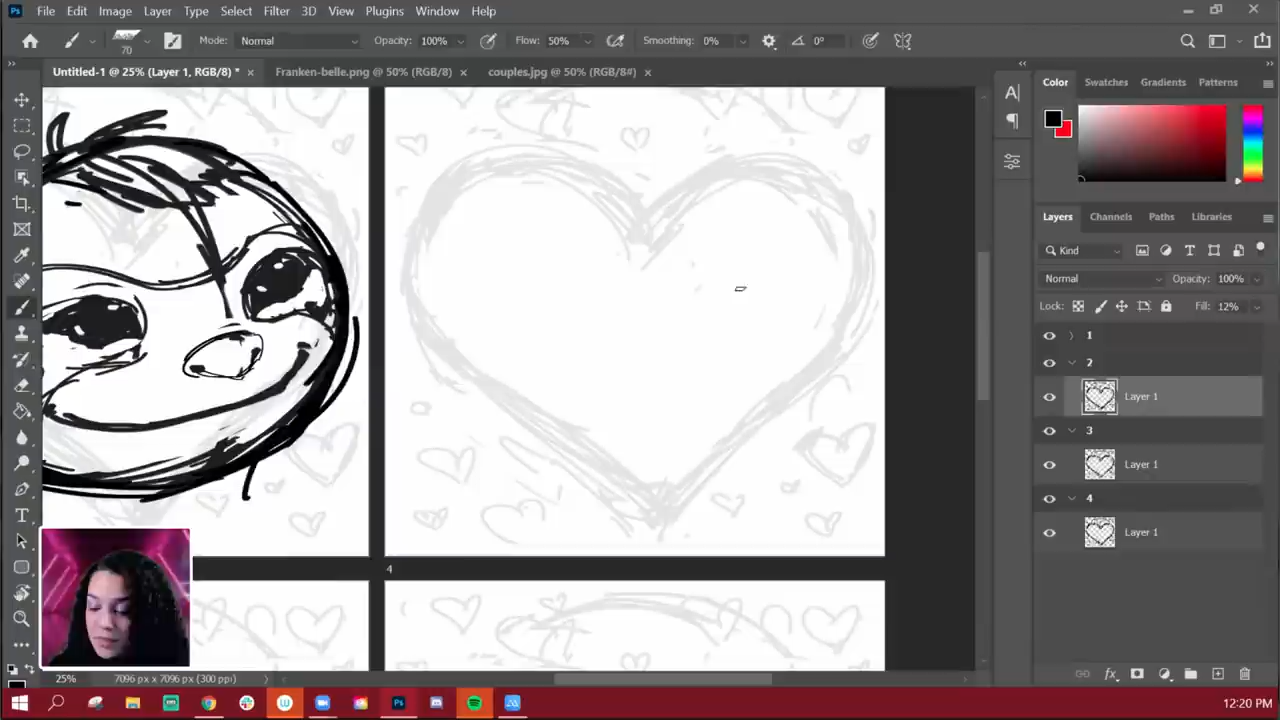 Ps File Edit Image Layer Type Select Filter 3D View Plugins Window Help
70 Mode: Normal Opacity: 100% Flow: 50% Smoothing: 0% 0°
Untitled-1 @ 25% (Layer 1, RGB/8) * × Franken-belle.png @ 50% (RGB/8) × couples.jpg @ 50% (RGB/8#) ×
Color Swatches Gradients Patterns
Layers Channels Paths Libraries
Kind
Normal Opacity: 100%
Lock: Fill: 12%
1
2
Layer 1
3
Layer 1
4
Layer 1
4
25% 7096 px x 7096 px (300 ppi)
12:20 PM